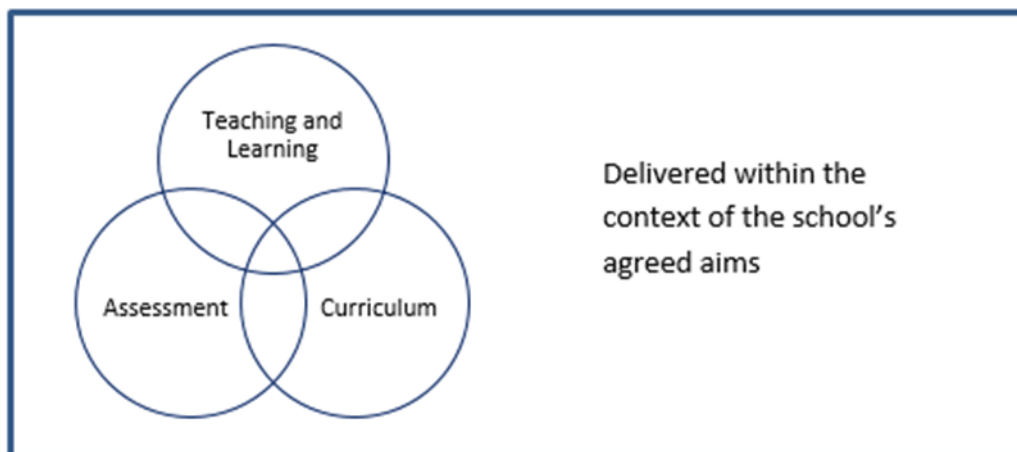 Teaching and
Learning
Assessment
Curriculum
Delivered within the
context of the school’s
agreed aims